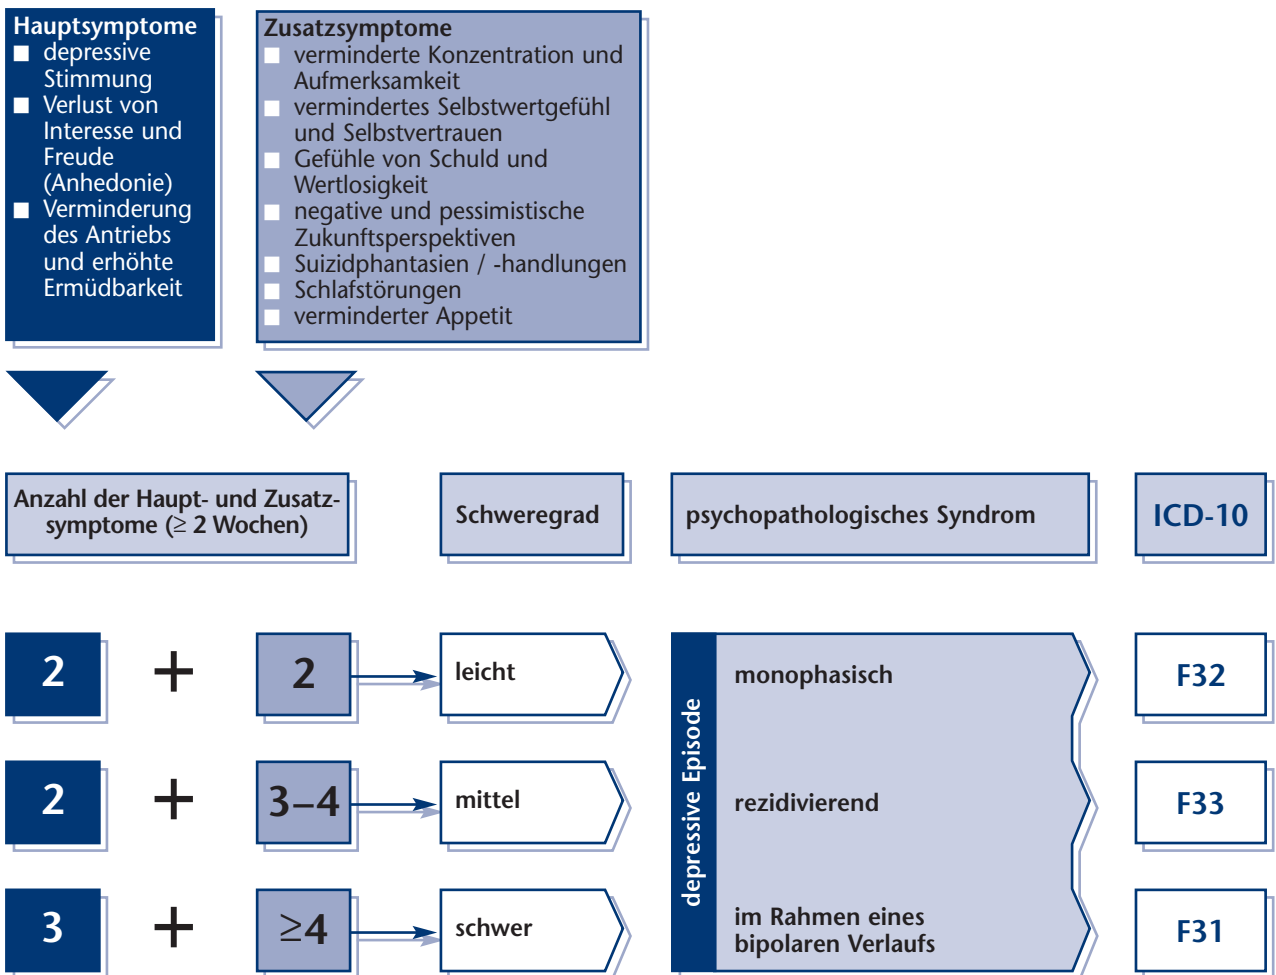 Hauptsymptome
depressive
Stimmung
Verlust von
Interesse und
Freude
(Anhedonie)
Verminderung
des Antriebs
und erhöhte
Ermüdbarkeit
Zusatzsymptome
verminderte Konzentration und
Aufmerksamkeit
vermindertes Selbstwertgefühl
und Selbstvertrauen
Gefühle von Schuld und
Wertlosigkeit
negative und pessimistische
Zukunftsperspektiven
Suizidphantasien / -handlungen
Schlafstörungen
verminderter Appetit
Anzahl der Haupt- und Zusatz-
symptome (≥ 2 Wochen)
Schweregrad
psychopathologisches Syndrom
ICD-10
2 + 2
leicht
monophasisch
F32
2 + 3–4
mittel
rezidivierend
F33
3 + ≥4
schwer
im Rahmen eines
bipolaren Verlaufs
F31
depressive Episode